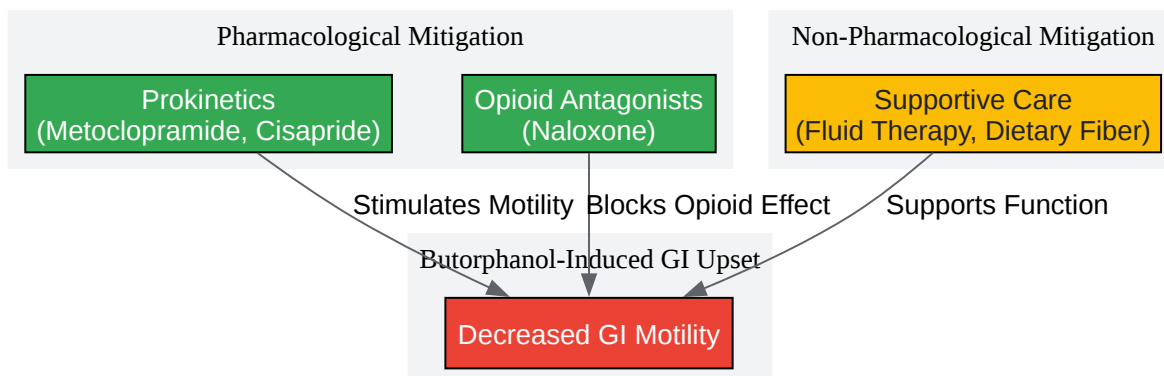 Pharmacological Mitigation
Non-Pharmacological Mitigation
Prokinetics
(Metoclopramide, Cisapride)
Opioid Antagonists
(Naloxone)
Supportive Care
(Fluid Therapy, Dietary Fiber)
Stimulates Motility
Blocks Opioid Effect
Supports Function
Butorphanol-Induced GI Upset
Decreased GI Motility